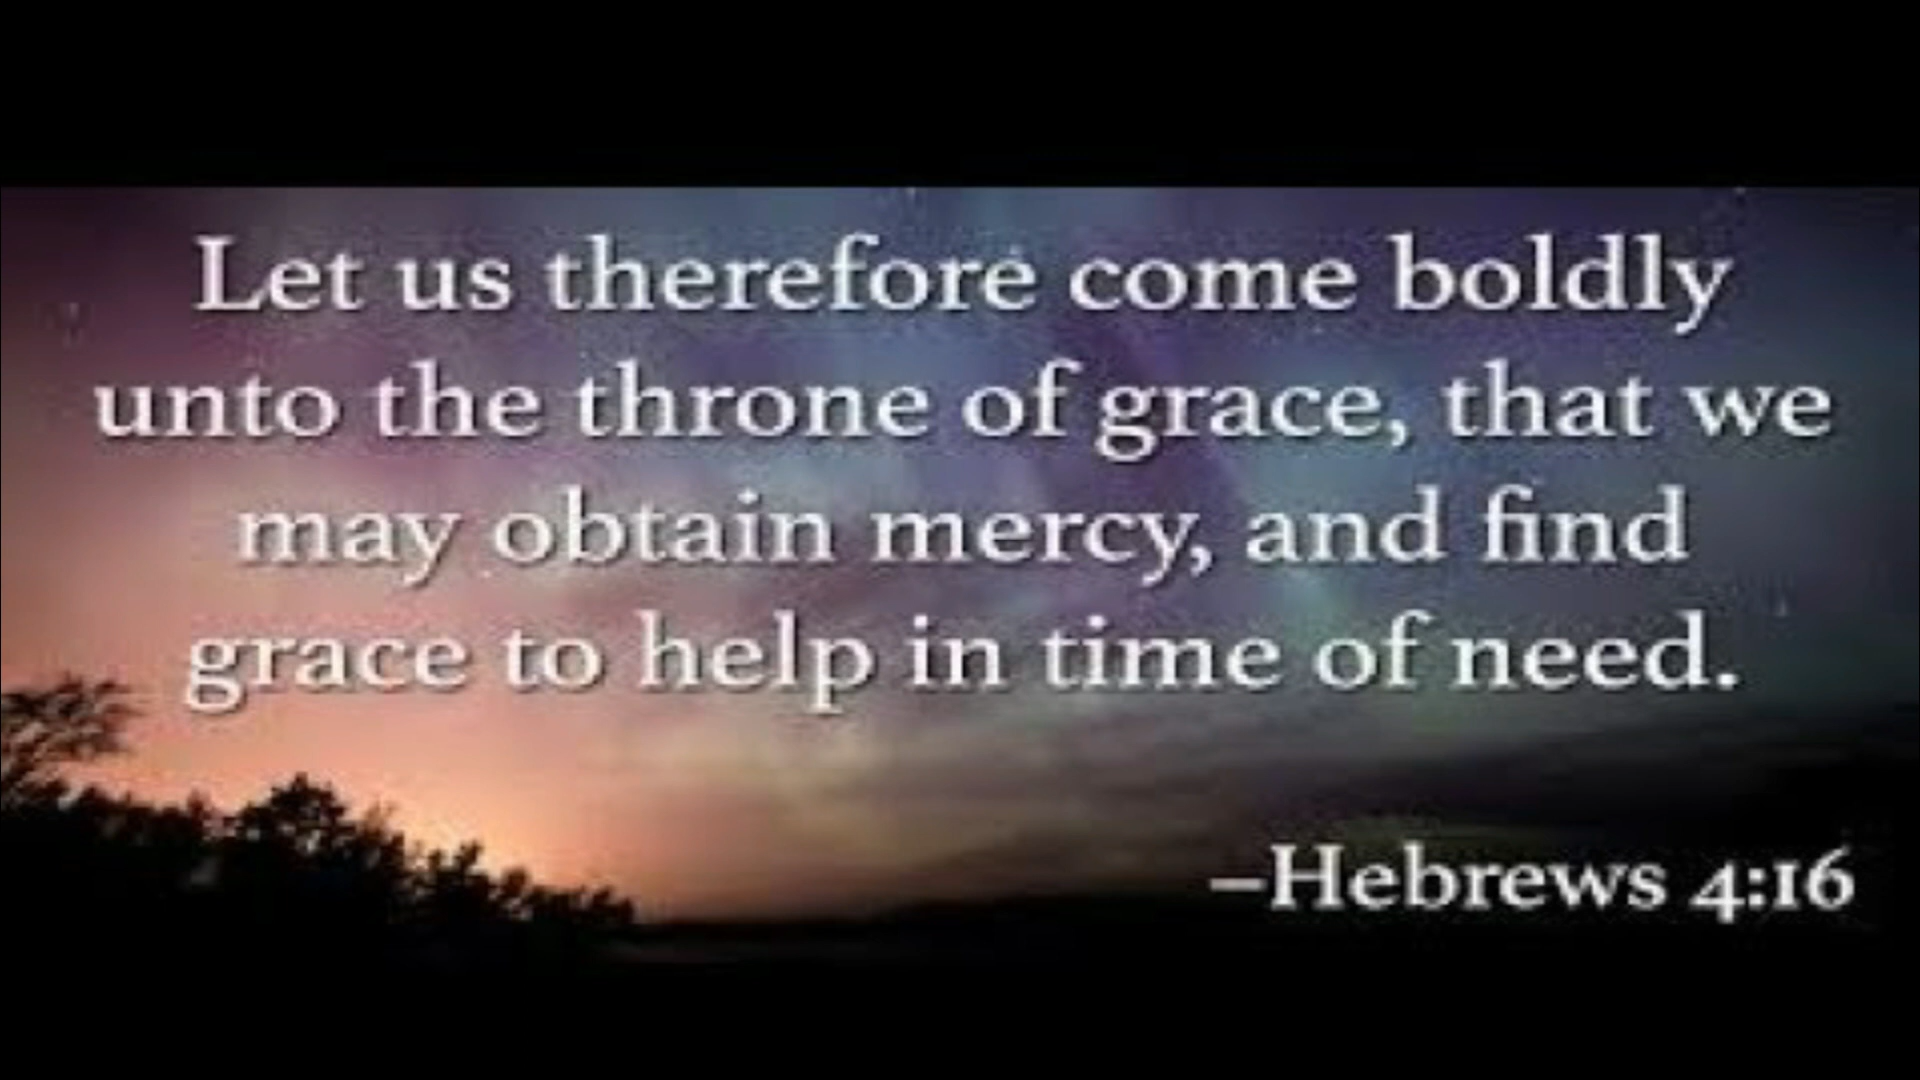 Let us therefore come boldly
unto the throne of grace, that we
may obtain mercy, and find
grace to help in time of need.
–Hebrews 4:16